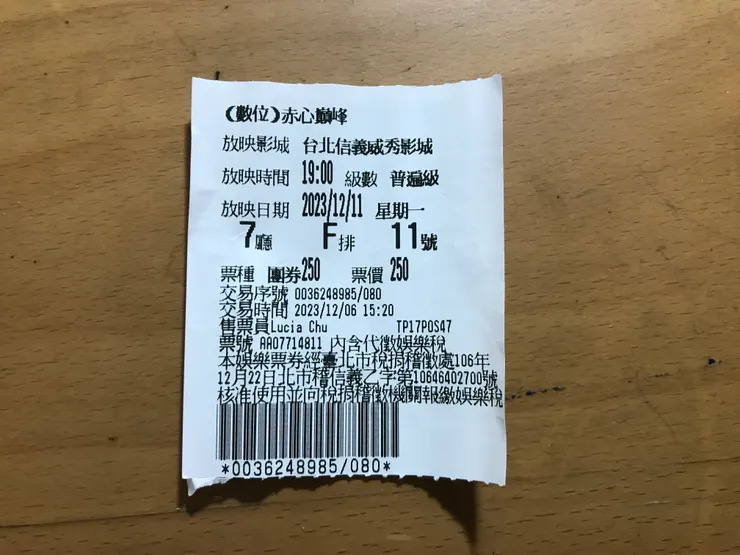 (數位)赤心巔峰
放映影城 台北信義威秀影城
放映時間 19:00 級數 普遍級
放映日期 2023/12/11 星期一
7廳 F排 11號
票種 團券250 票價 250
交易序號 0036248985/080
交易時間 2023/12/06 15:20
售票員Lucia Chu TP17POS47
票號 AA07714811 內含代徵娛樂稅
本娛樂票券經臺北市稅捐稽徵處106年
12月22日北市稽信義乙字第10646402700號
核准使用並向稅捐稽徵機關報繳娛樂稅
*0036248985/080*